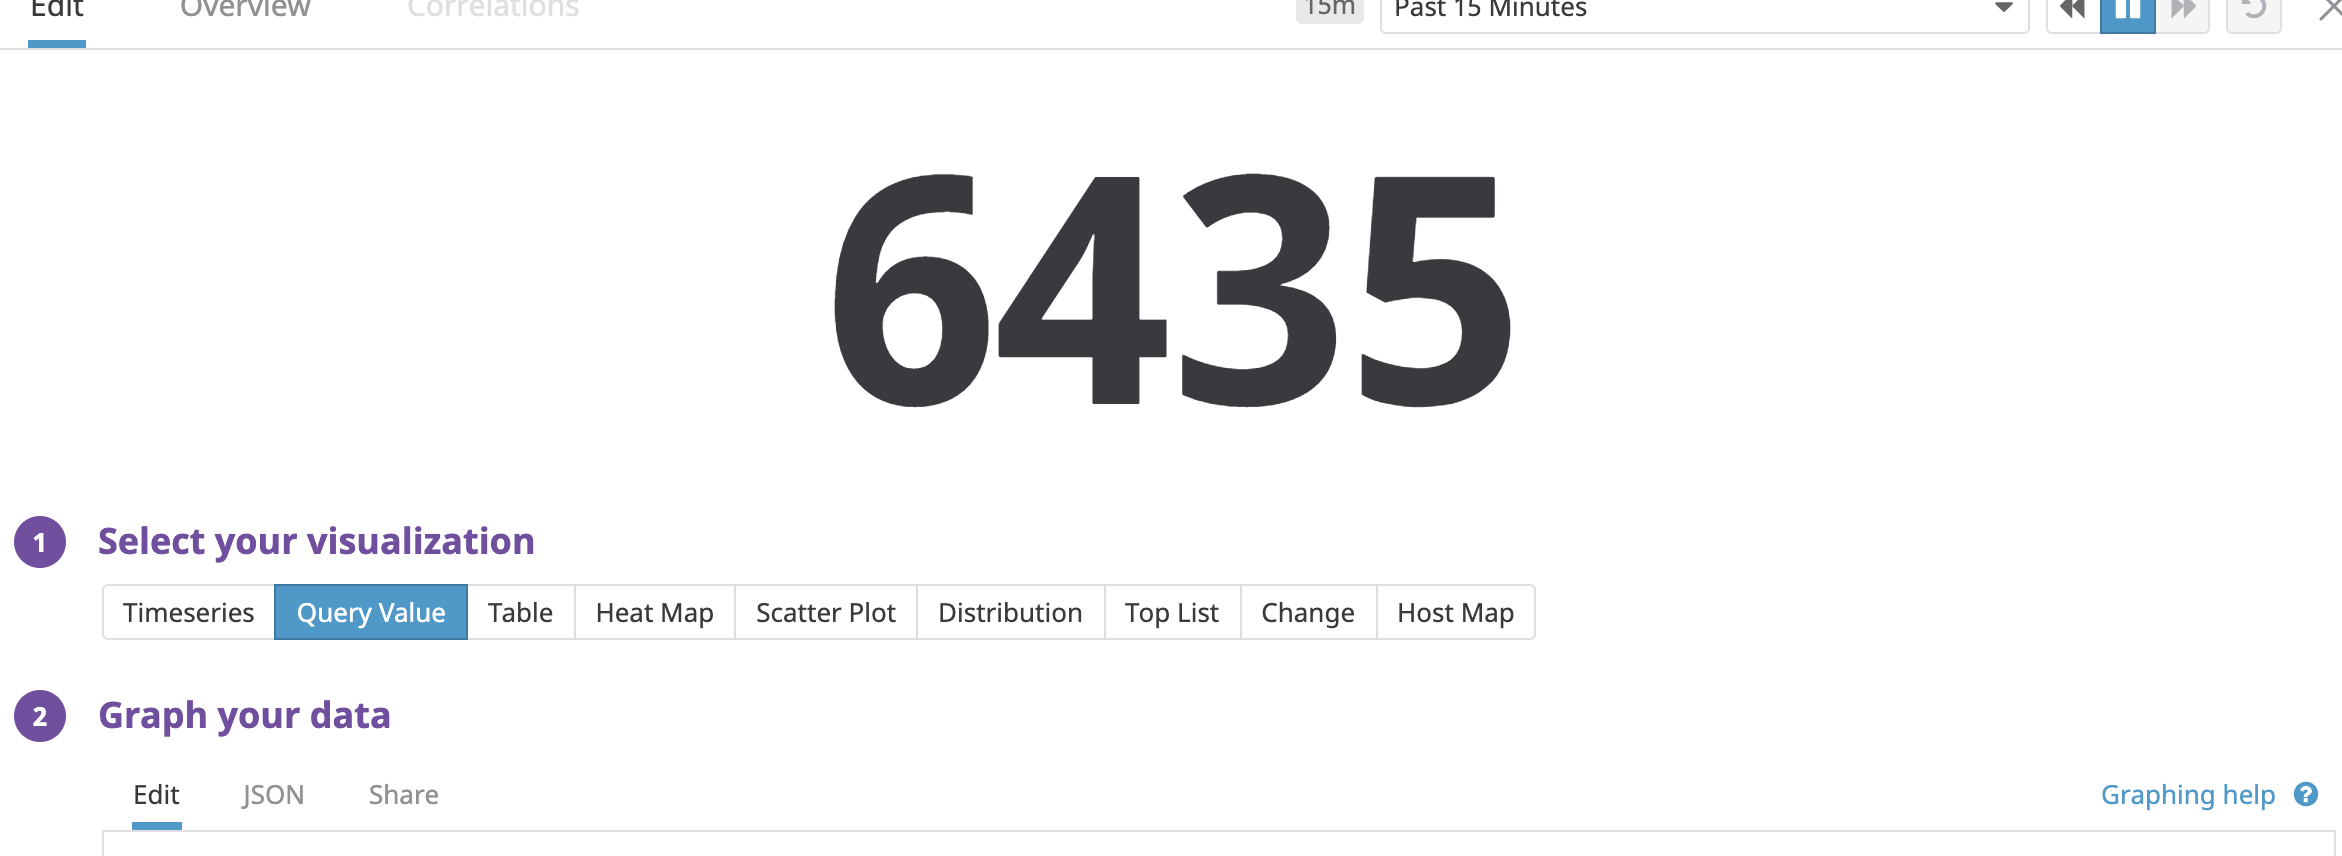 Edit Overview Correlations 15m Past 15 Minutes
6435
1 Select your visualization
Timeseries Query Value Table Heat Map Scatter Plot Distribution Top List Change Host Map
2 Graph your data
Edit JSON Share Graphing help ?